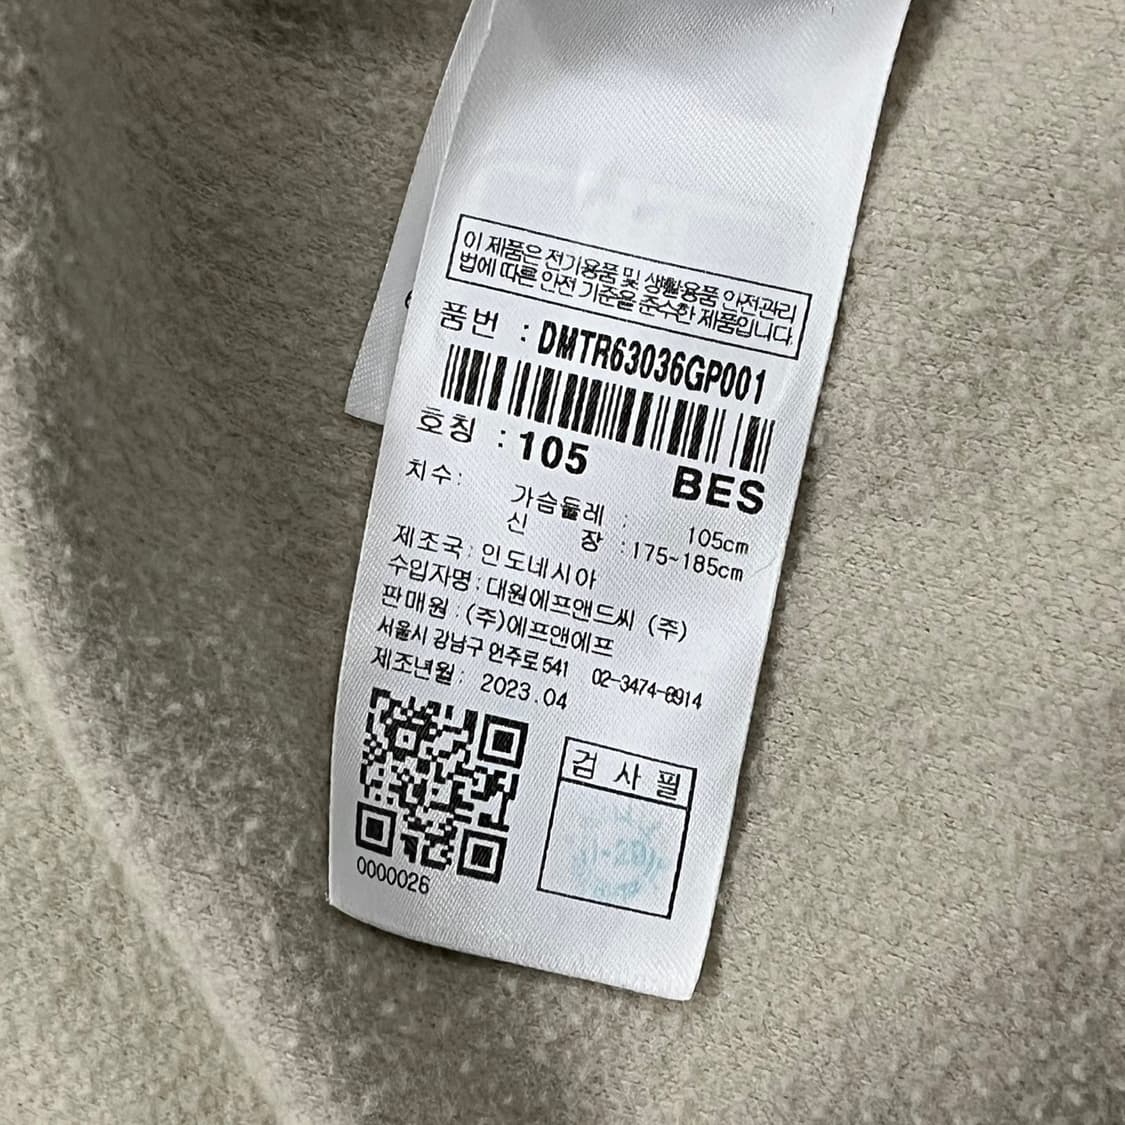 이 제품은 전기용품 및 생활용품 안전관리
법에 따른 안전 기준을 준수한 제품입니다.
품번 : DMTR63036GP001
호칭 : 105 BES
치수: 가슴둘레 : 105cm
신 장 : 175~185cm
제조국: 인도네시아
수입자명: 대원에프앤드씨 (주)
판매원 : (주)에프앤에프
서울시 강남구 언주로541 02-3474-8914
제조년월: 2023.04
0000026
검 사 필